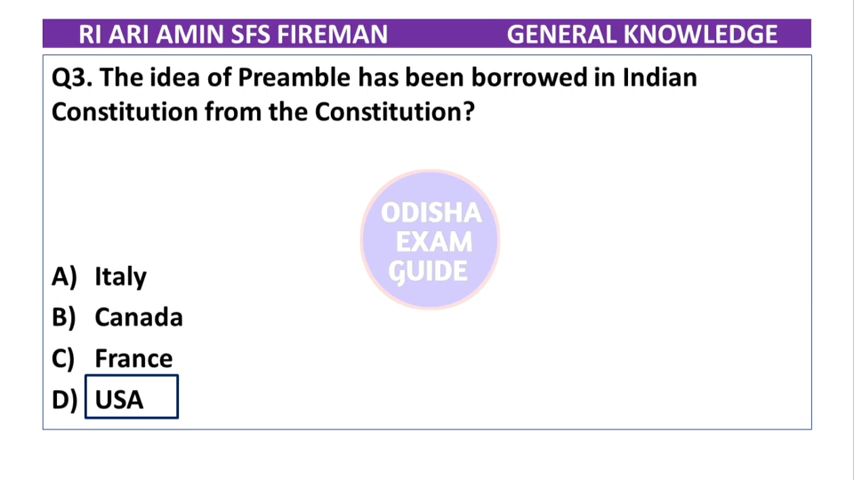 RI ARI AMIN SFS FIREMAN GENERAL KNOWLEDGE
Q3. The idea of Preamble has been borrowed in Indian
Constitution from the Constitution?
ODISHA
EXAM
GUIDE
A) Italy
B) Canada
C) France
D) USA